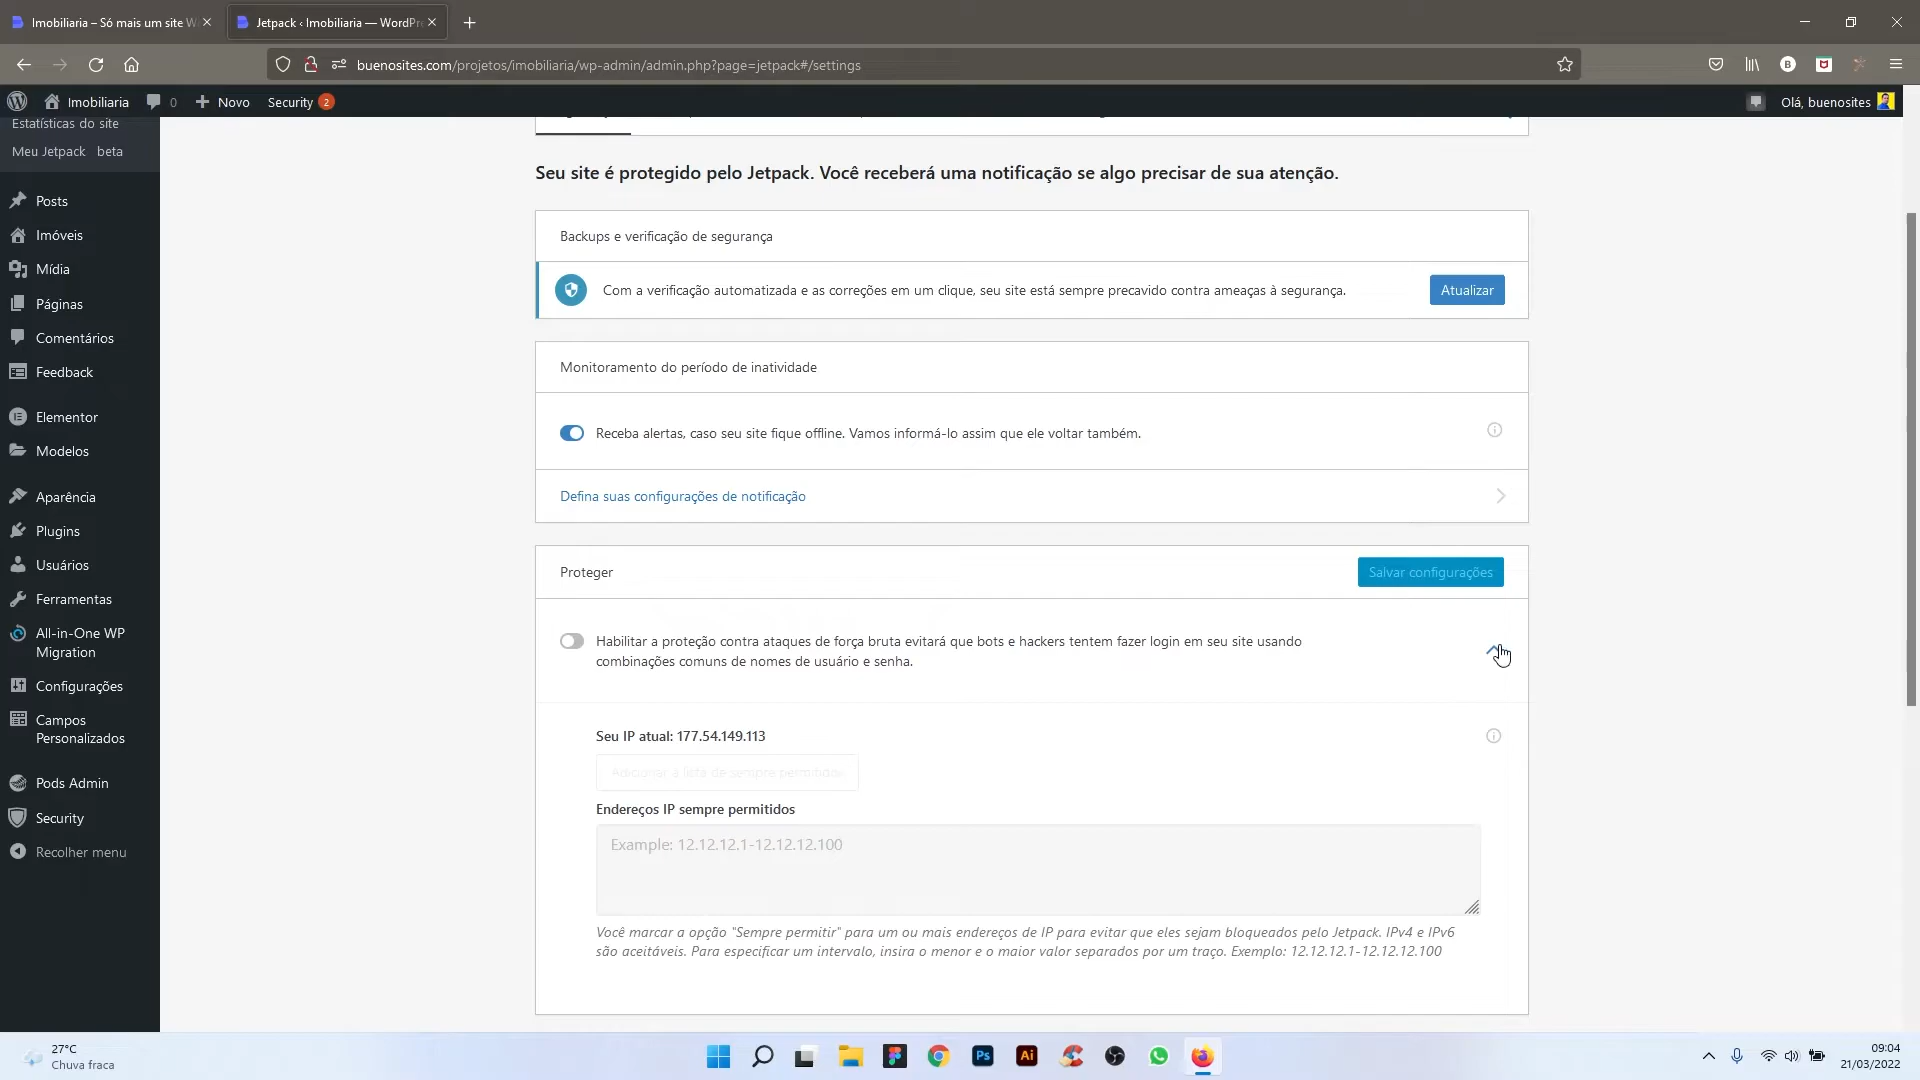 Imobiliaria – Só mais um site W
Jetpack ‹ Imobiliaria — WordPr
buenosites.com/projetos/imobiliaria/wp-admin/admin.php?page=jetpack#/settings
Imobiliaria
0
Novo
Security 2
Olá, buenosites
Estatísticas do site
Meu Jetpack beta
Posts
Imóveis
Mídia
Páginas
Comentários
Feedback
Elementor
Modelos
Aparência
Plugins
Usuários
Ferramentas
All-in-One WP
Migration
Configurações
Campos
Personalizados
Pods Admin
Security
Recolher menu
Seu site é protegido pelo Jetpack. Você receberá uma notificação se algo precisar de sua atenção.
Backups e verificação de segurança
Com a verificação automatizada e as correções em um clique, seu site está sempre precavido contra ameaças à segurança.
Atualizar
Monitoramento do período de inatividade
Receba alertas, caso seu site fique offline. Vamos informá-lo assim que ele voltar também.
Defina suas configurações de notificação
Proteger
Salvar configurações
Habilitar a proteção contra ataques de força bruta evitará que bots e hackers tentem fazer login em seu site usando
combinações comuns de nomes de usuário e senha.
Seu IP atual: 177.54.149.113
Adicionar à lista de sempre permitidos
Endereços IP sempre permitidos
Example: 12.12.12.1-12.12.12.100
Você marcar a opção "Sempre permitir" para um ou mais endereços de IP para evitar que eles sejam bloqueados pelo Jetpack. IPv4 e IPv6
são aceitáveis. Para especificar um intervalo, insira o menor e o maior valor separados por um traço. Exemplo: 12.12.12.1-12.12.12.100
27°C
Chuva fraca
Ps
Ai
09:04
21/03/2022